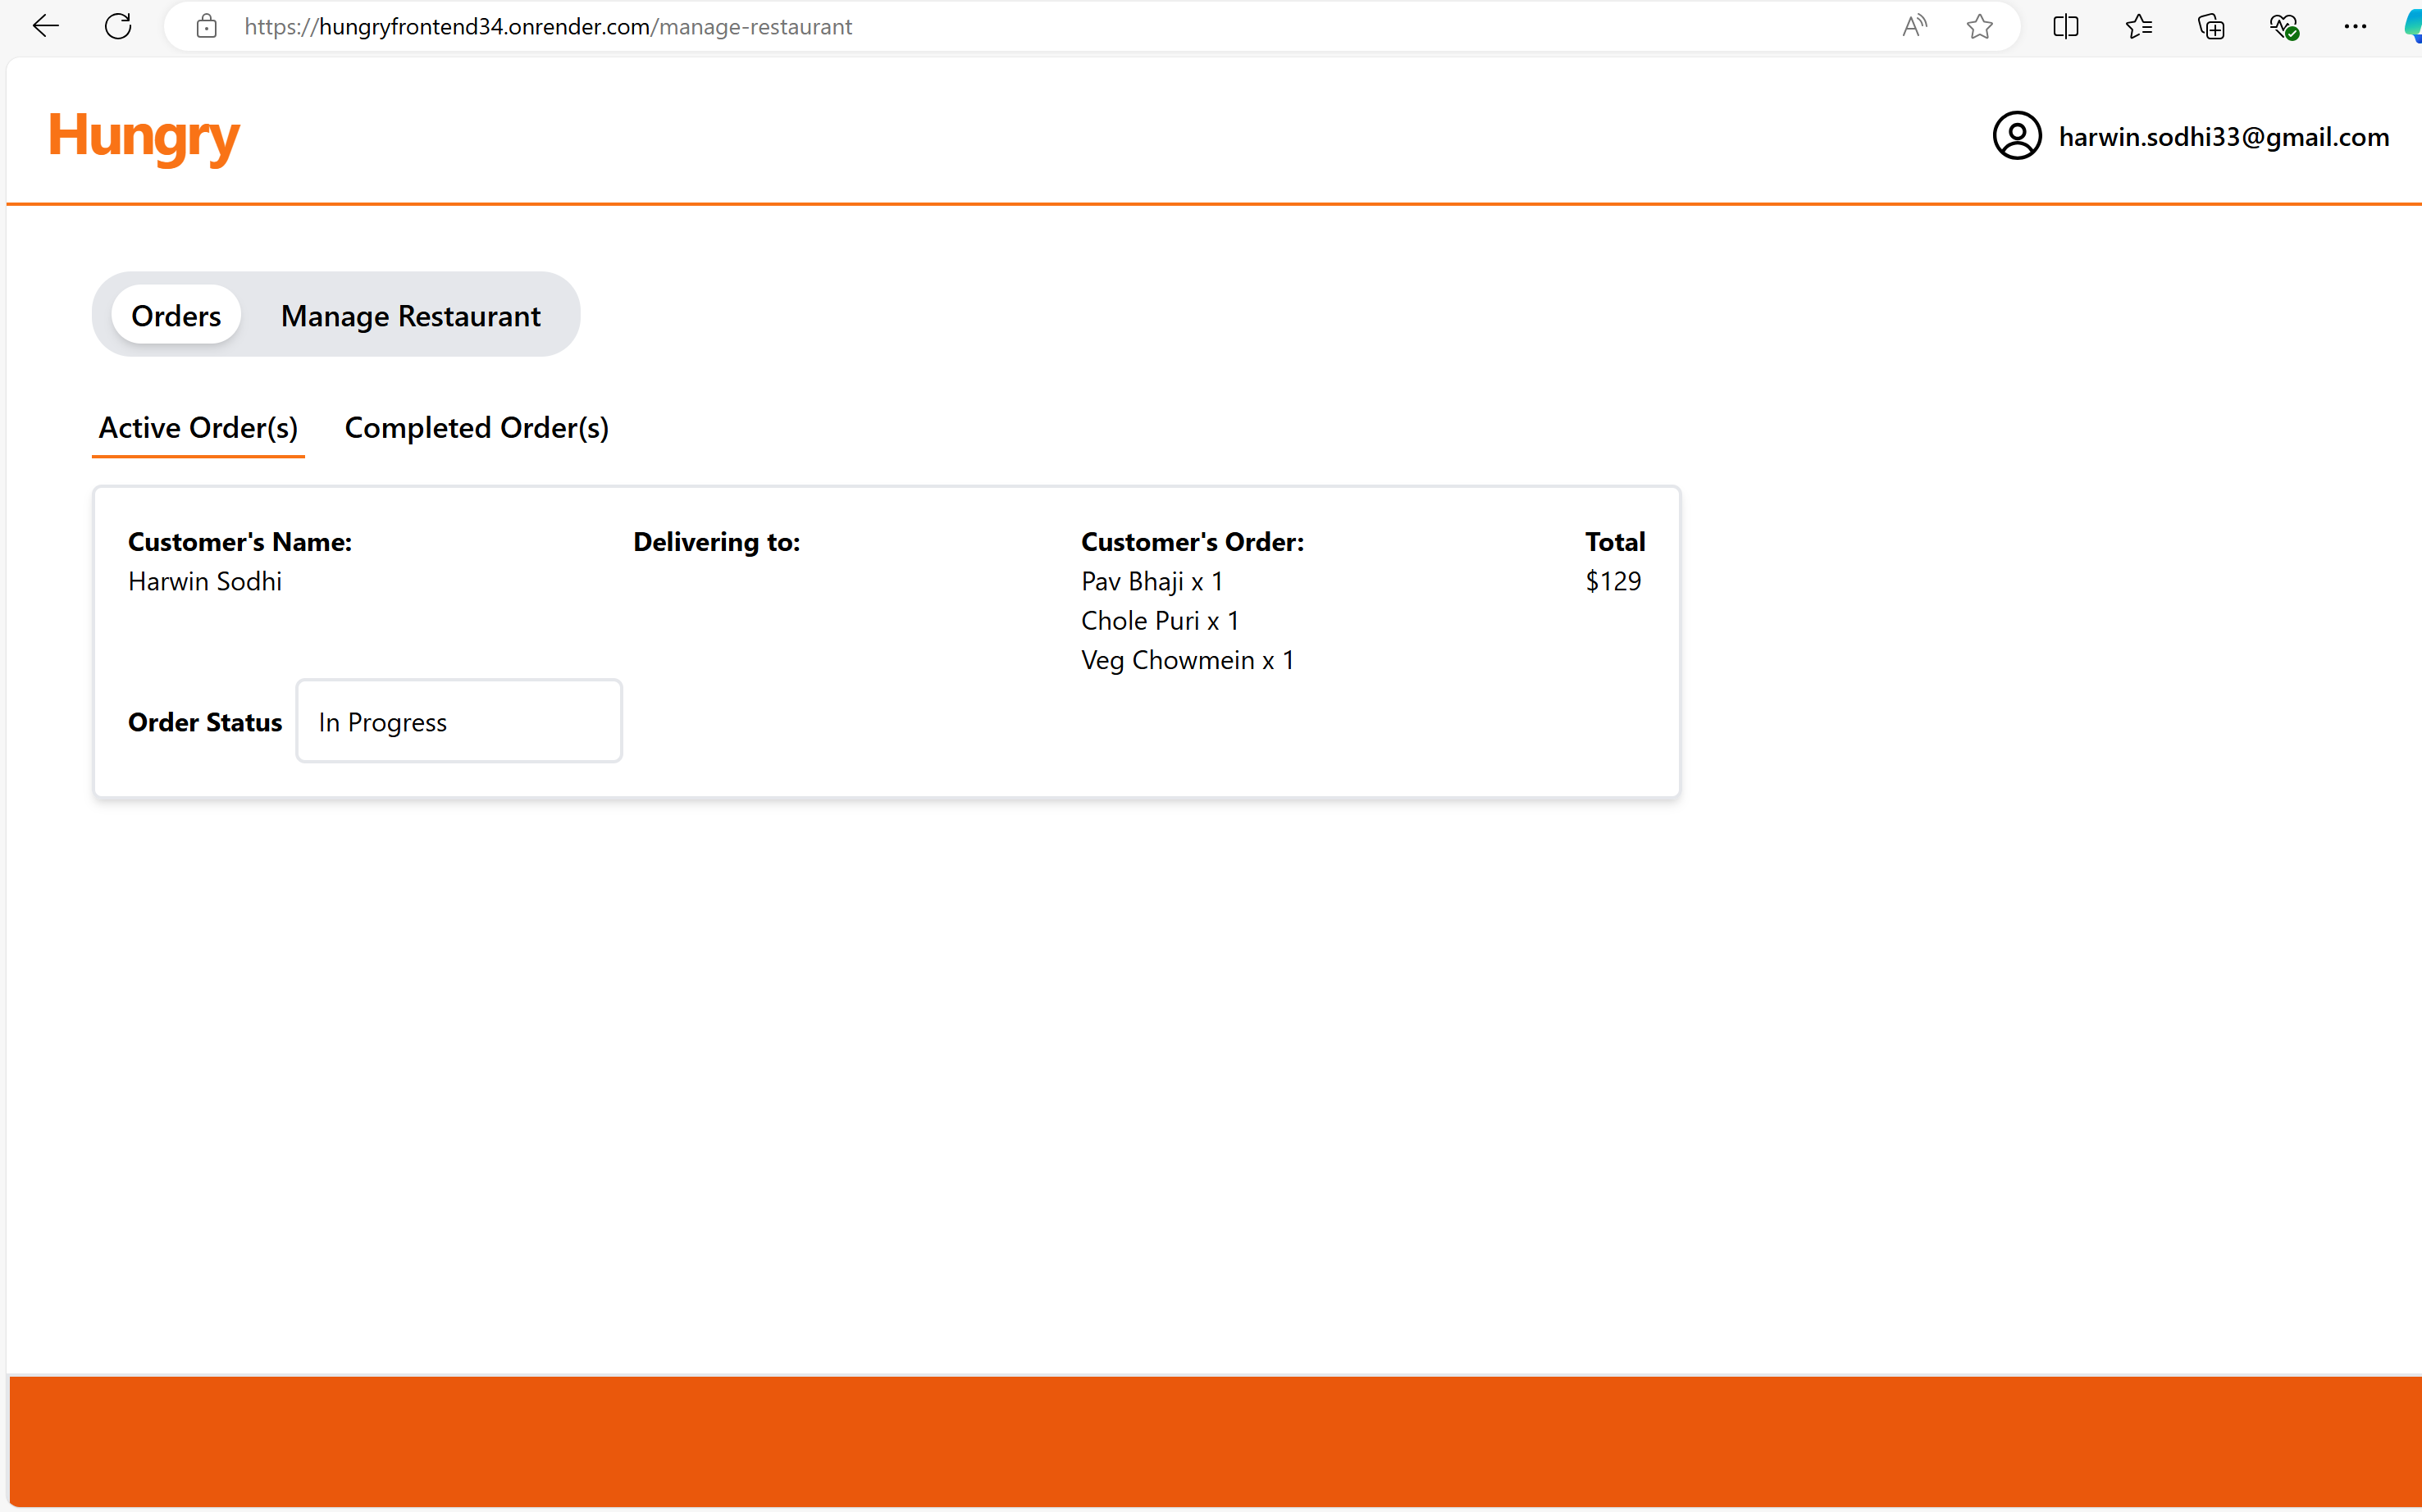 https://hungryfrontend34.onrender.com/manage-restaurant
Hungry
harwin.sodhi33@gmail.com
Orders
Manage Restaurant
Active Order(s)
Completed Order(s)
Customer's Name:
Harwin Sodhi
Delivering to:
Customer's Order:
Pav Bhaji x 1
Chole Puri x 1
Veg Chowmein x 1
Total
$129
Order Status
In Progress